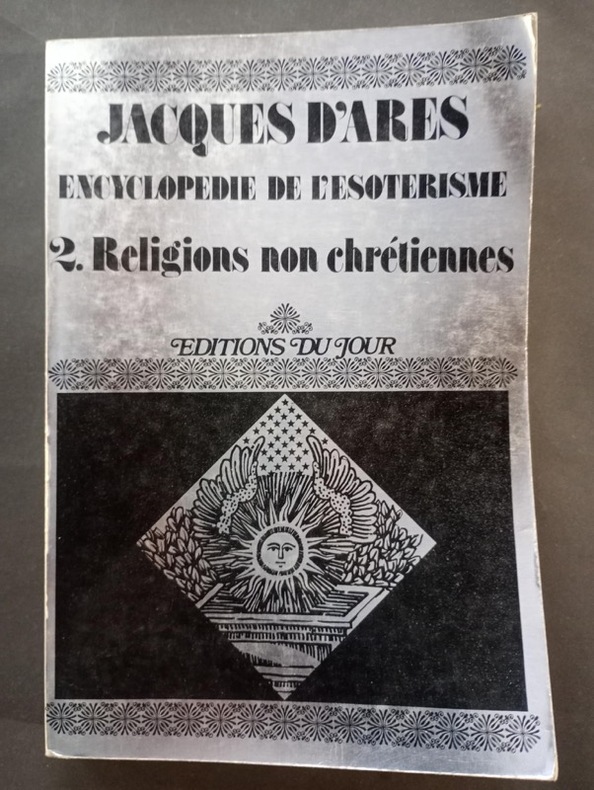 JACQUES D'ARES
ENCYCLOPEDIE DE L'ESOTERISME
2. Religions non chrétiennes
EDITIONS DU JOUR